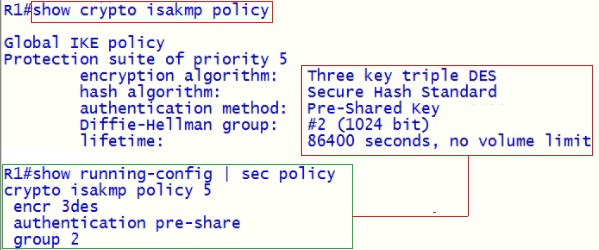 R1#show crypto isakmp policy
Global IKE policy
Protection suite of priority 5
encryption algorithm: Three key triple DES
hash algorithm: Secure Hash Standard
authentication method: Pre-Shared Key
Diffie-Hellman group: #2 (1024 bit)
lifetime: 86400 seconds, no volume limit
R1#show running-config | sec policy
crypto isakmp policy 5
encr 3des
authentication pre-share
group 2